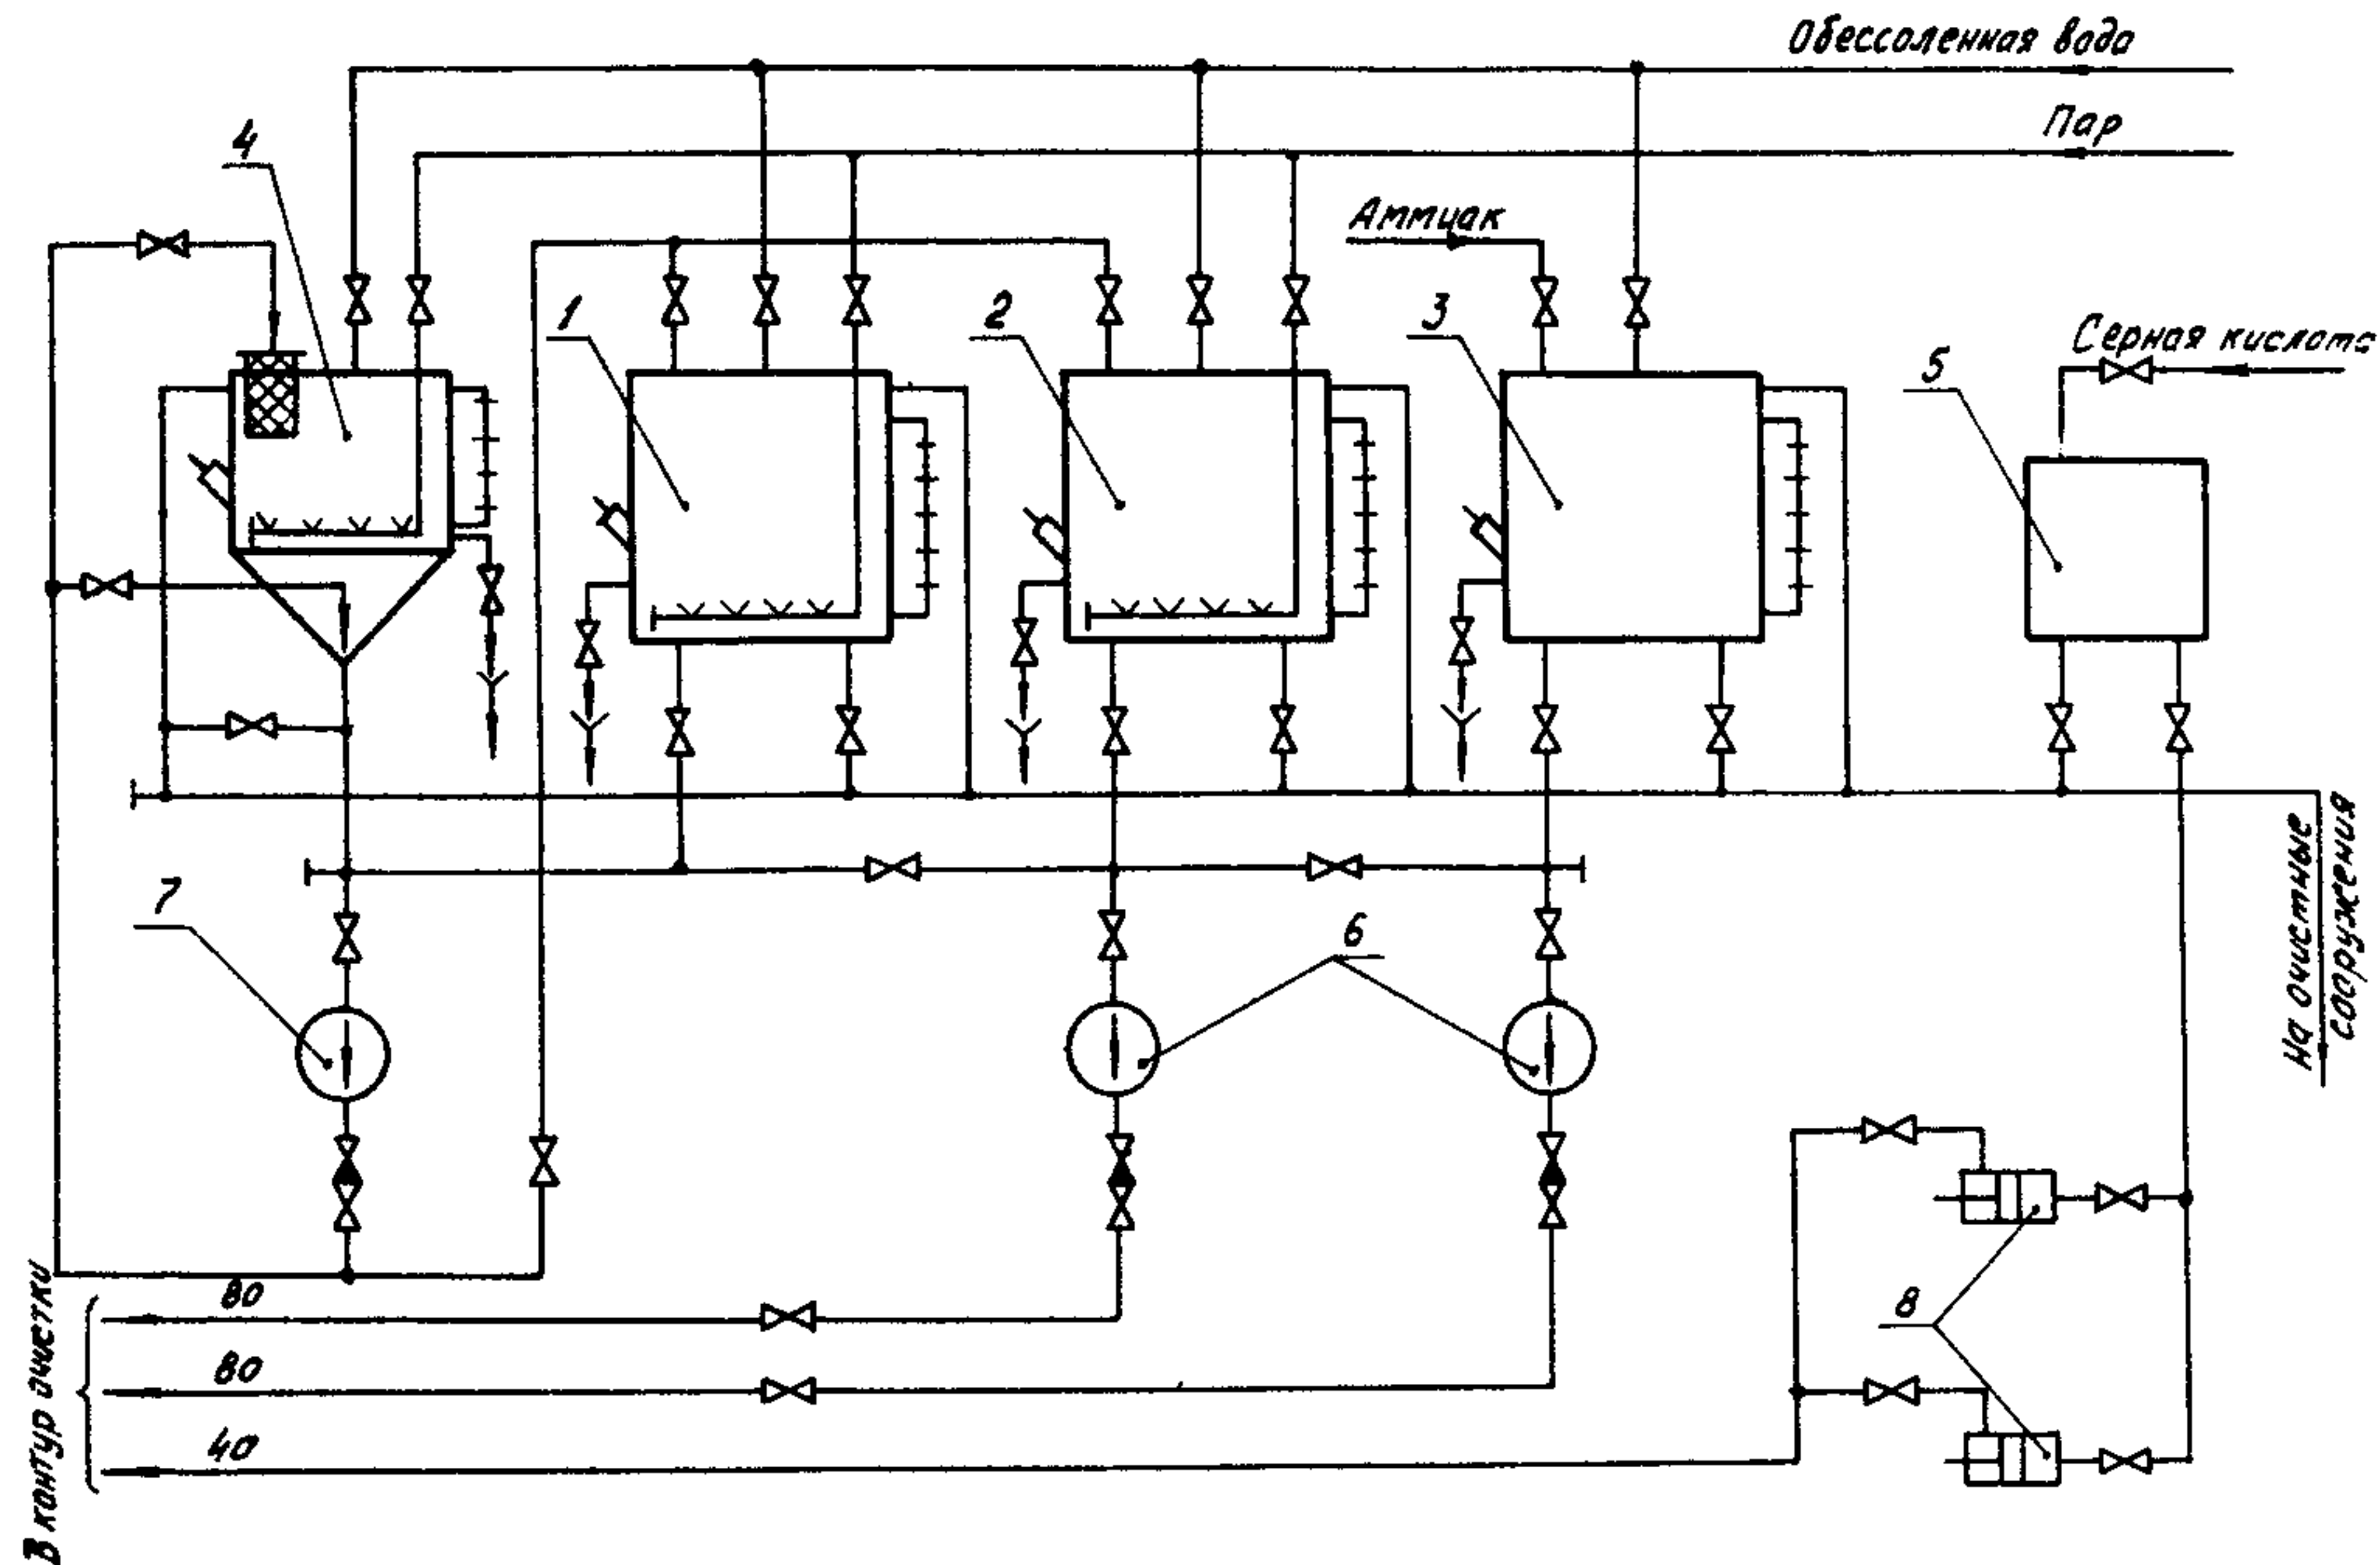 Обессоленная вода
Пар
4
Аммиак
1
2
3
Серная кислота
5
7
6
На очистные
сооружения
8
В контур очистки
80
80
40